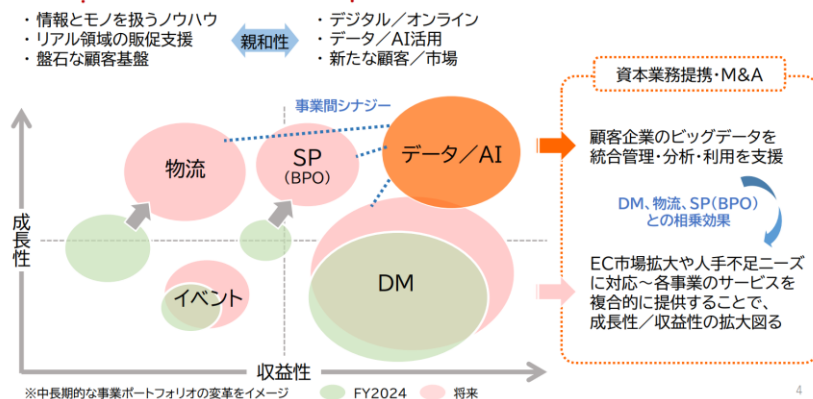 ・情報とモノを扱うノウハウ
・リアル領域の販促支援
・盤石な顧客基盤
親和性
・デジタル／オンライン
・データ／AI活用
・新たな顧客／市場
資本業務提携・M&A
事業間シナジー
物流
SP
(BPO)
データ／AI
顧客企業のビッグデータを
統合管理・分析・利用を支援
DM、物流、SP(BPO)
との相乗効果
成長性
イベント
DM
EC市場拡大や人手不足ニーズ
に対応～各事業のサービスを
複合的に提供することで、
成長性／収益性の拡大図る
収益性
※中長期的な事業ポートフォリオの変革をイメージ
FY2024
将来
4